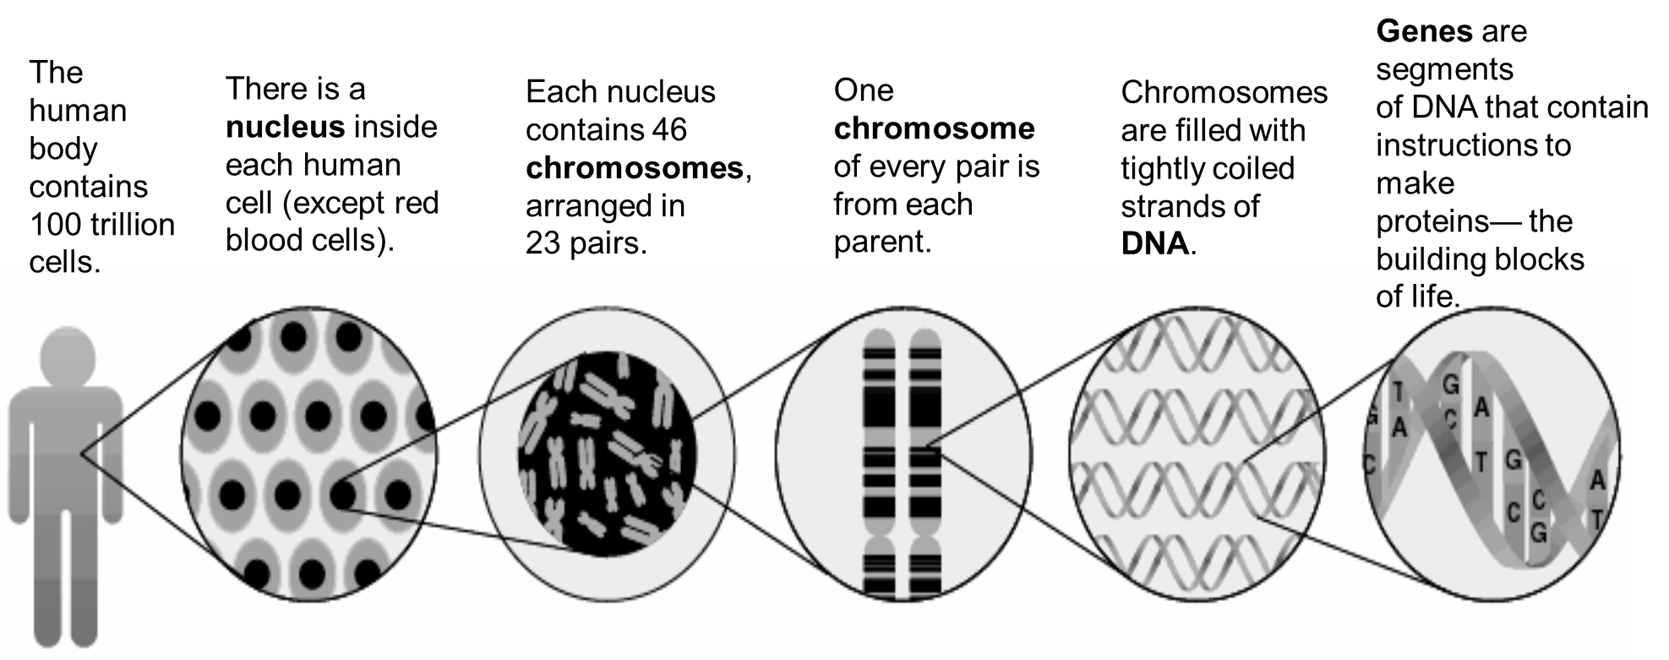 The
human
body
contains
100 trillion
cells.
There is a
nucleus inside
each human
cell (except red
blood cells).
Each nucleus
contains 46
chromosomes,
arranged in
23 pairs.
One
chromosome
of every pair is
from each
parent.
Chromosomes
are filled with
tightly coiled
strands of
DNA.
Genes are
segments
of DNA that contain
instructions to
make
proteins— the
building blocks
of life.
G
C
T
A
G
C
A
T
G
C
C
G
A
T